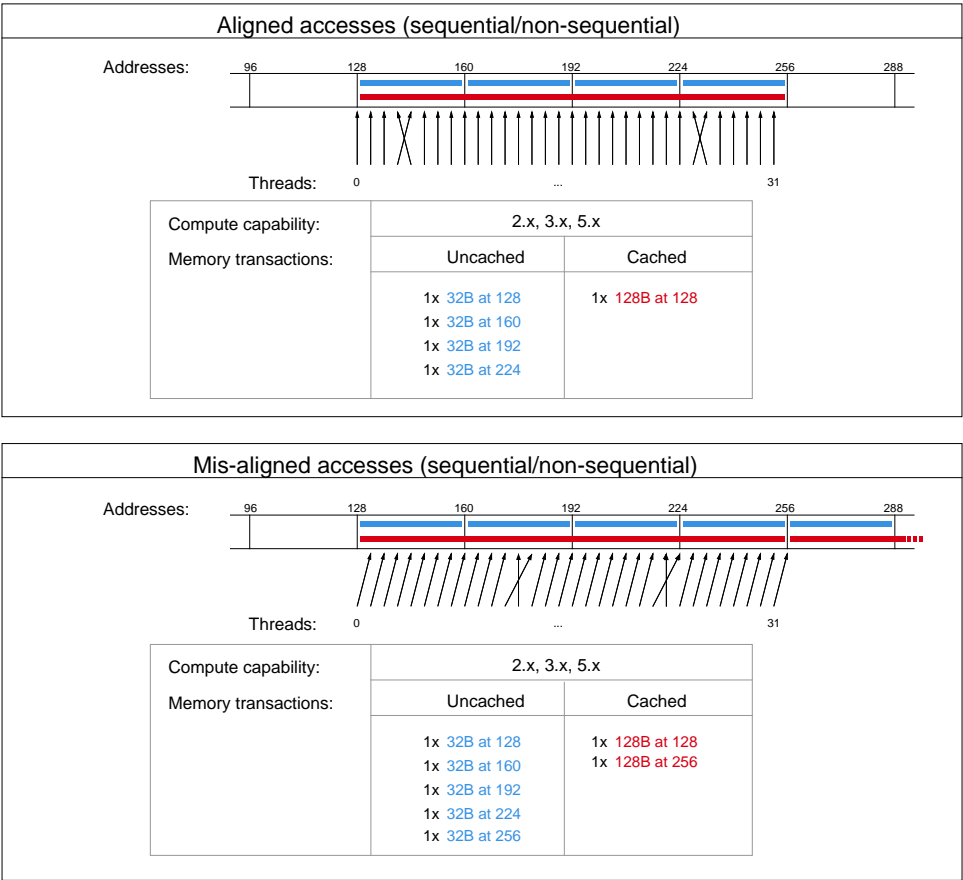 Aligned accesses (sequential/non-sequential)
Addresses: 96 128 160 192 224 256 288
Threads: 0 ... 31
Compute capability: 2.x, 3.x, 5.x
Memory transactions: Uncached Cached
1x 32B at 128 1x 128B at 128
1x 32B at 160
1x 32B at 192
1x 32B at 224
Mis-aligned accesses (sequential/non-sequential)
Addresses: 96 128 160 192 224 256 288
Threads: 0 ... 31
Compute capability: 2.x, 3.x, 5.x
Memory transactions: Uncached Cached
1x 32B at 128 1x 128B at 128
1x 32B at 160 1x 128B at 256
1x 32B at 192
1x 32B at 224
1x 32B at 256